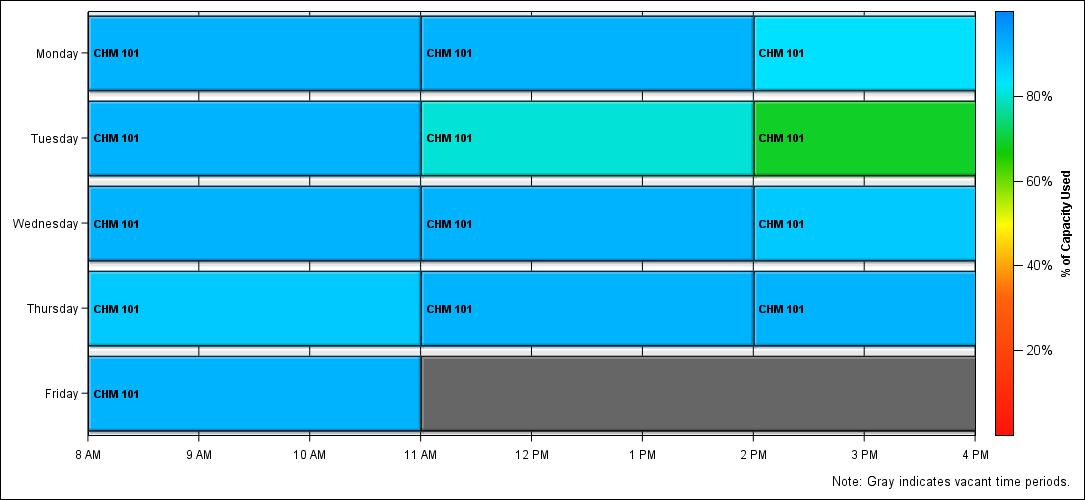 Monday
CHM 101
CHM 101
CHM 101
80%
Tuesday
CHM 101
CHM 101
CHM 101
60%
% of Capacity Used
Wednesday
CHM 101
CHM 101
CHM 101
40%
Thursday
CHM 101
CHM 101
CHM 101
20%
Friday
CHM 101
8 AM
9 AM
10 AM
11 AM
12 PM
1 PM
2 PM
3 PM
4 PM
Note: Gray indicates vacant time periods.